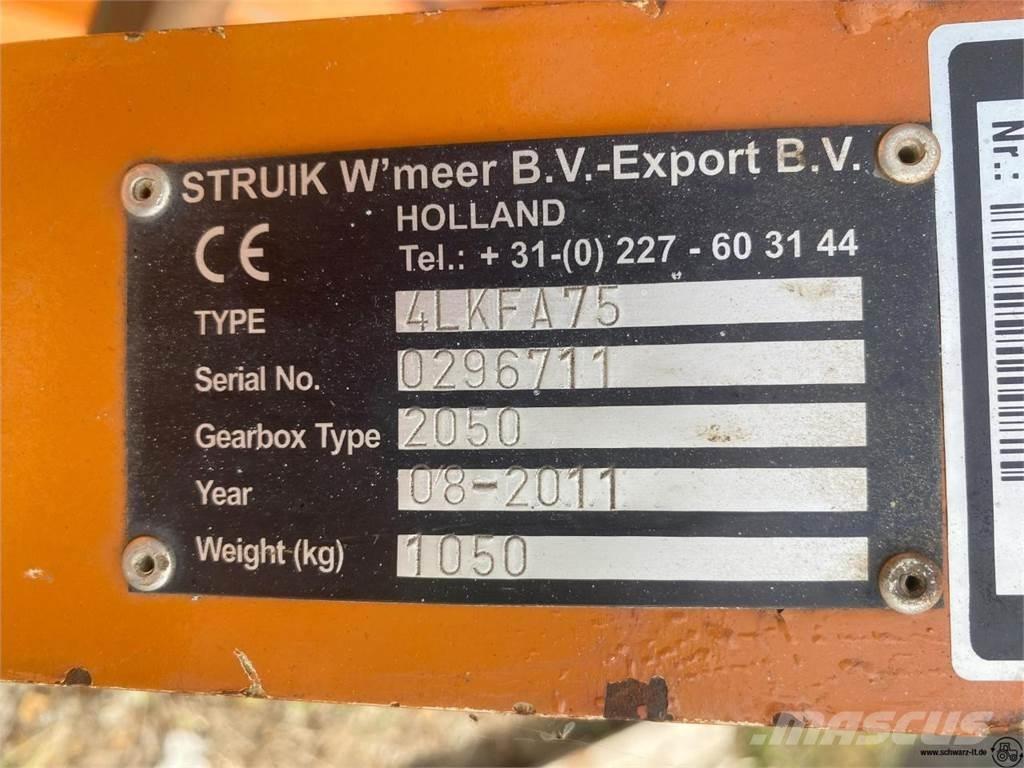 STRUIK W'meer B.V.-Export B.V.
HOLLAND
CE
Tel.: + 31-(0) 227 - 60 31 44
TYPE 4LKFA75
Serial No. 0296711
Gearbox Type 2050
Year 08-2011
Weight (kg) 1050
Nr.:
MASCUS
www.schwarz-lt.de